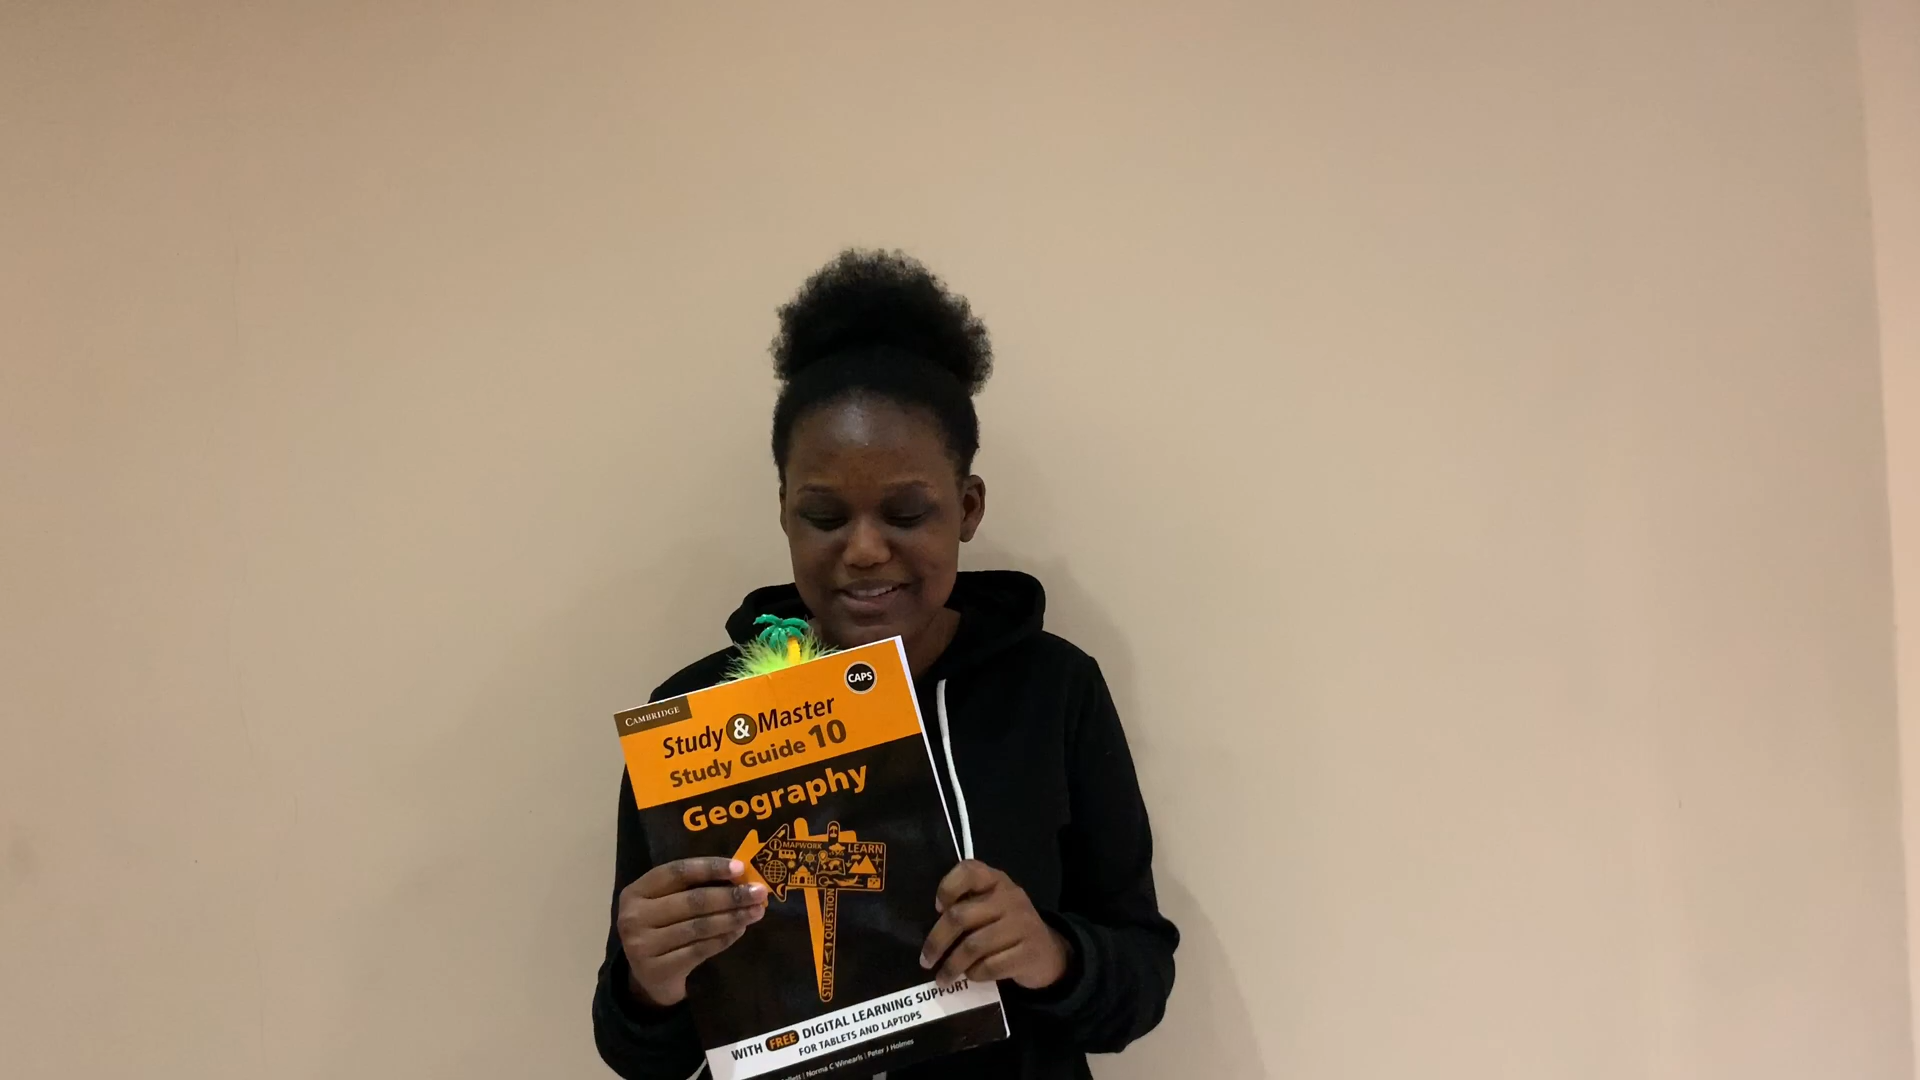 CAMBRIDGE
CAPS
Study & Master
Study Guide 10
Geography
MAPWORK
LEARN
QUESTION
STUDY
WITH FREE DIGITAL LEARNING SUPPORT
FOR TABLETS AND LAPTOPS
| Norma C Winearls | Peter J Holmes